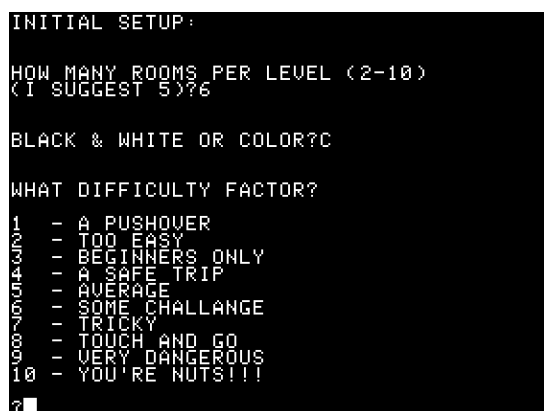 INITIAL SETUP:
HOW MANY ROOMS PER LEVEL (2-10)
(I SUGGEST 5)?6
BLACK & WHITE OR COLOR?C
WHAT DIFFICULTY FACTOR?
1 - A PUSHOVER
2 - TOO EASY
3 - BEGINNERS ONLY
4 - A SAFE TRIP
5 - AVERAGE
6 - SOME CHALLANGE
7 - TRICKY
8 - TOUCH AND GO
9 - VERY DANGEROUS
10 - YOU'RE NUTS!!!
?